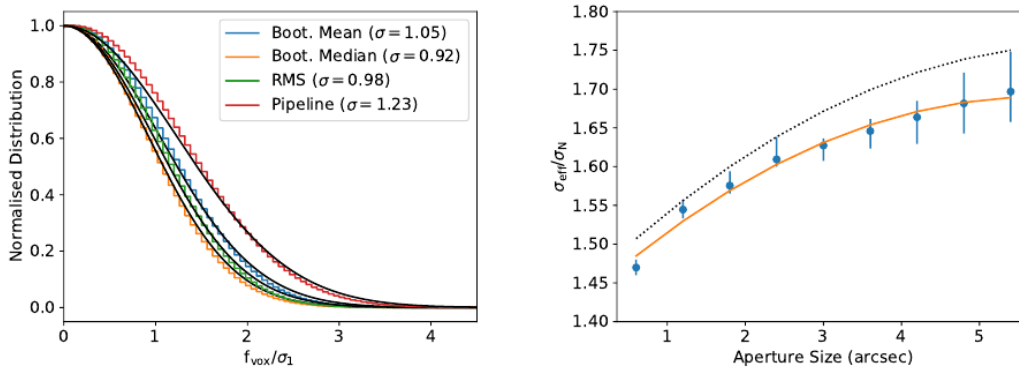 Normalised Distribution
1.0
0.8
0.6
0.4
0.2
0.0
Boot. Mean (σ = 1.05)
Boot. Median (σ = 0.92)
RMS (σ = 0.98)
Pipeline (σ = 1.23)
0 1 2 3 4
f_vox/σ_1
σ_eff/σ_N
1.80
1.75
1.70
1.65
1.60
1.55
1.50
1.45
1.40
1 2 3 4 5
Aperture Size (arcsec)